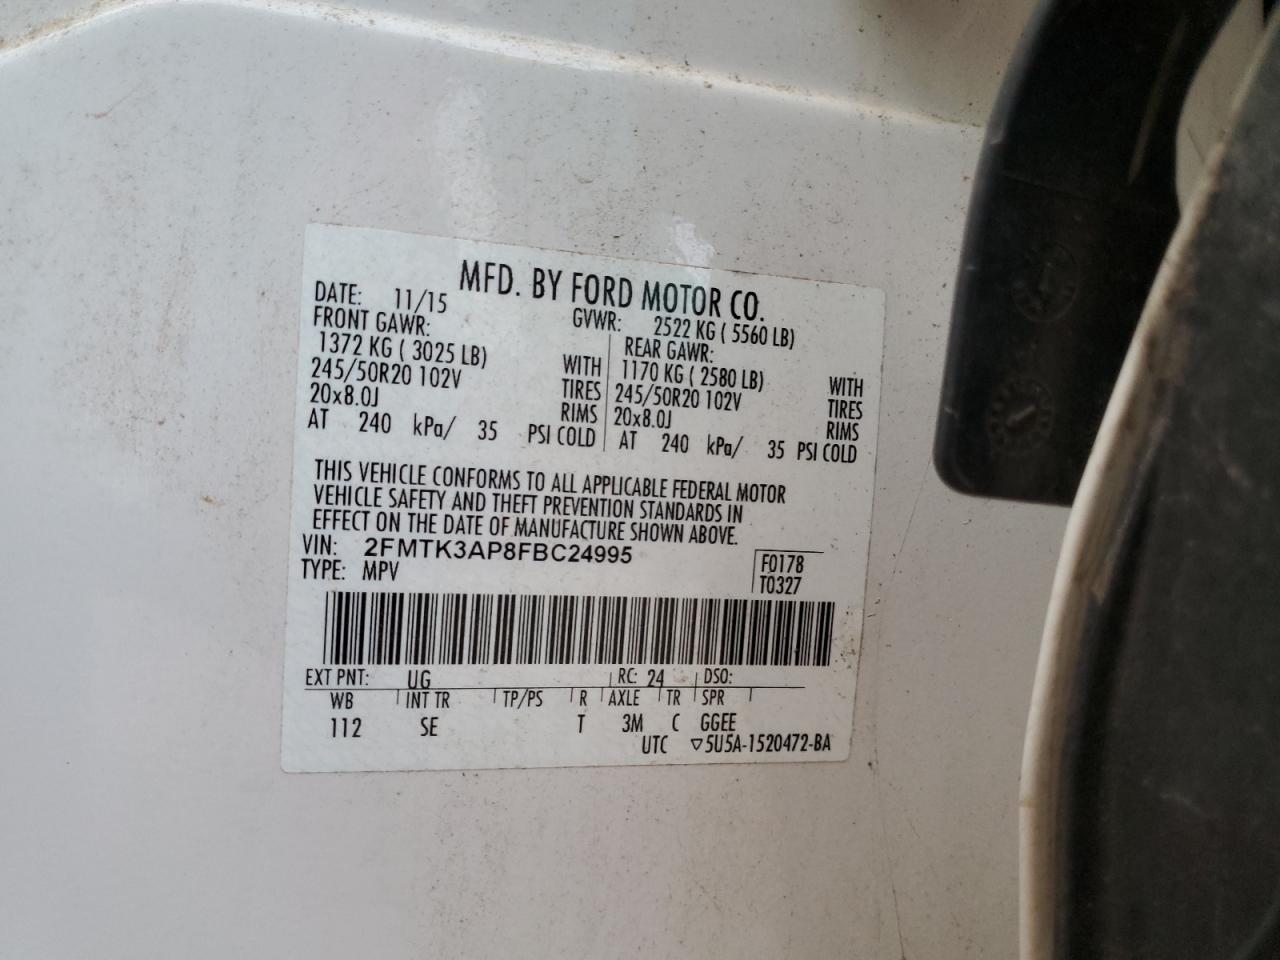 MFD. BY FORD MOTOR CO.
DATE: 11/15 GVWR: 2522 KG ( 5560 LB)
FRONT GAWR: REAR GAWR:
1372 KG ( 3025 LB) WITH 1170 KG ( 2580 LB) WITH
245/50R20 102V TIRES 245/50R20 102V TIRES
20x8.0J RIMS 20x8.0J RIMS
AT 240 kPa/ 35 PSI COLD AT 240 kPa/ 35 PSI COLD
THIS VEHICLE CONFORMS TO ALL APPLICABLE FEDERAL MOTOR
VEHICLE SAFETY AND THEFT PREVENTION STANDARDS IN
EFFECT ON THE DATE OF MANUFACTURE SHOWN ABOVE.
VIN: 2FMTK3AP8FBC24995 F0178
TYPE: MPV T0327
EXT PNT: UG RC: 24 DSO:
WB INT TR TP/PS R AXLE TR SPR
112 SE T 3M C GGEE
UTC ▽5U5A-1520472-BA